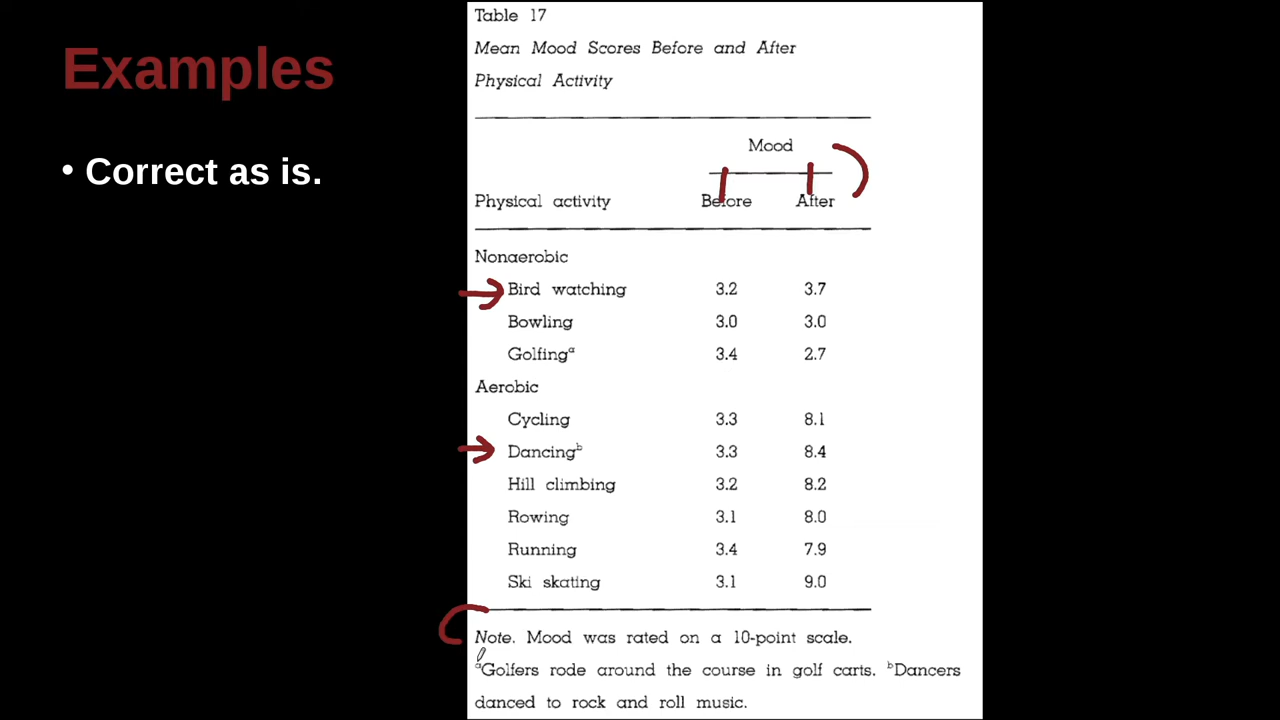 Examples
• Correct as is.
Table 17
Mean Mood Scores Before and After
Physical Activity
Mood
Physical activity Before After
Nonaerobic
Bird watching 3.2 3.7
Bowling 3.0 3.0
Golfingᵃ 3.4 2.7
Aerobic
Cycling 3.3 8.1
Dancingᵇ 3.3 8.4
Hill climbing 3.2 8.2
Rowing 3.1 8.0
Running 3.4 7.9
Ski skating 3.1 9.0
Note. Mood was rated on a 10-point scale.
ᵃGolfers rode around the course in golf carts. ᵇDancers
danced to rock and roll music.